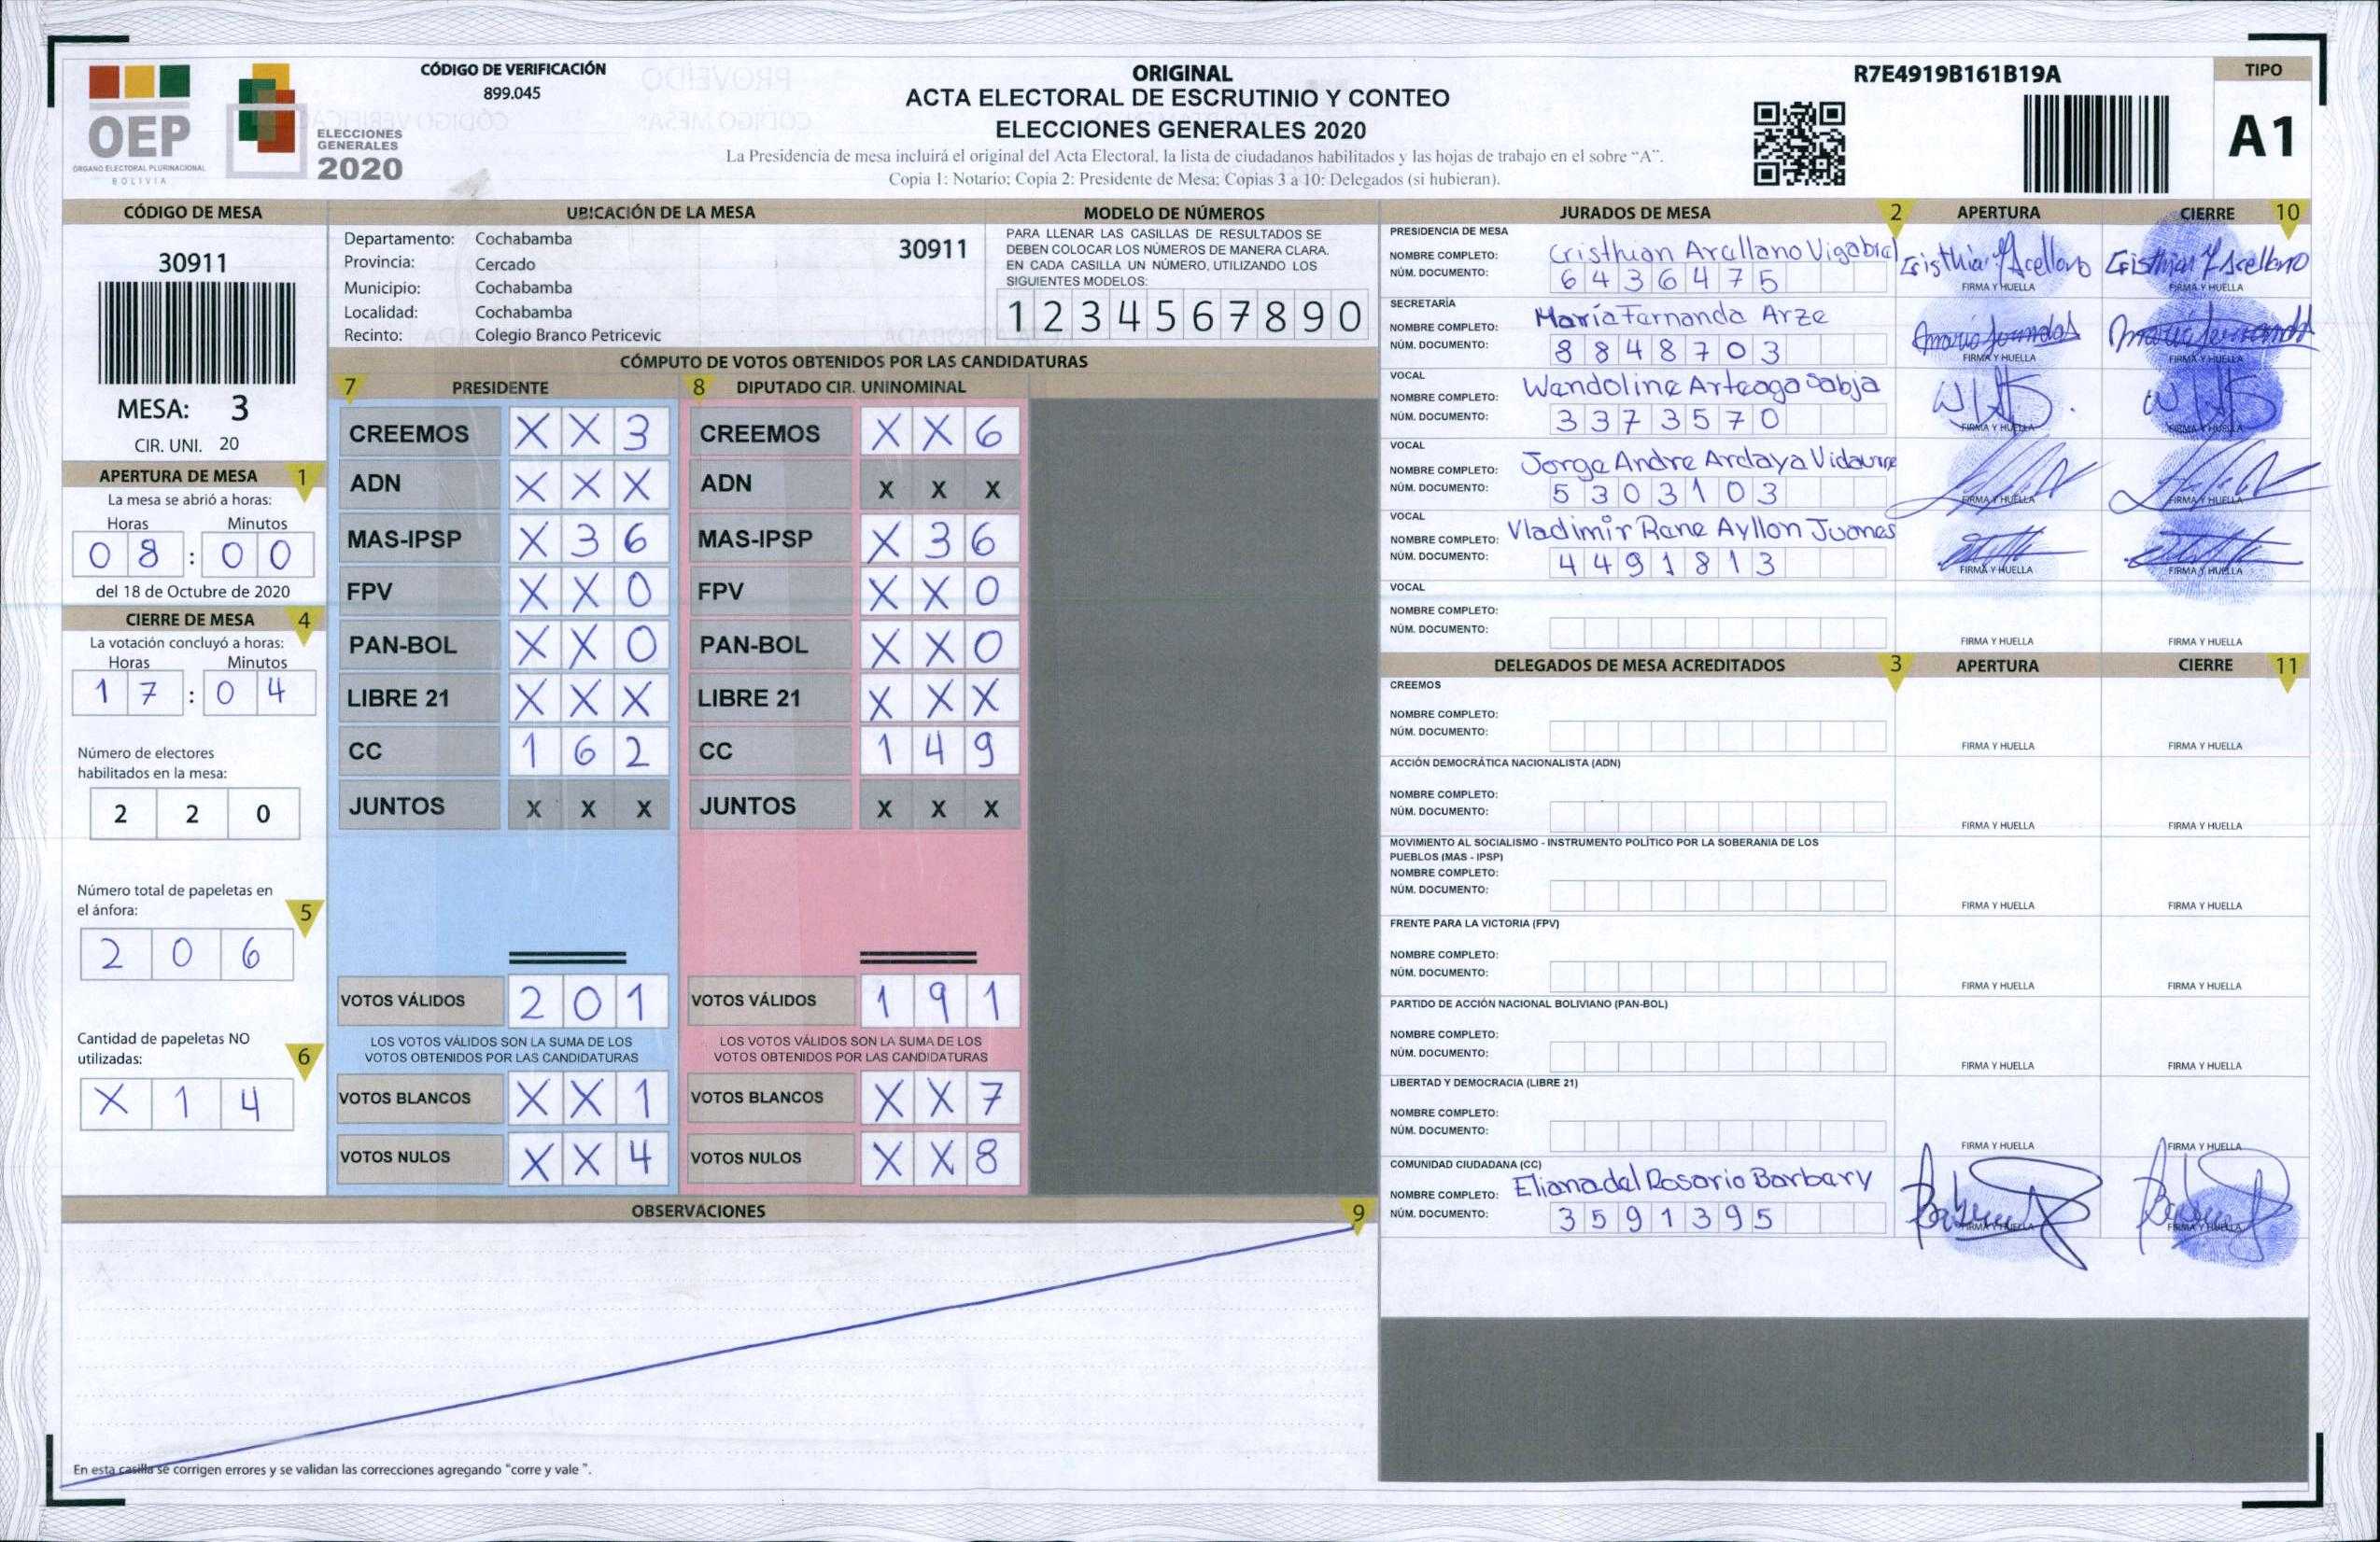 CÓDIGO DE VERIFICACIÓN
899.045
OEP
ÓRGANO ELECTORAL PLURINACIONAL
BOLIVIA
ELECCIONES
GENERALES
2020
ORIGINAL
ACTA ELECTORAL DE ESCRUTINIO Y CONTEO
ELECCIONES GENERALES 2020
La Presidencia de mesa incluirá el original del Acta Electoral, la lista de ciudadanos habilitados y las hojas de trabajo en el sobre “A”.
Copia 1: Notario; Copia 2: Presidente de Mesa; Copias 3 a 10: Delegados (si hubieran).
R7E4919B161B19A
TIPO
A1
CÓDIGO DE MESA
30911
MESA: 3
CIR. UNI. 20
APERTURA DE MESA 1
La mesa se abrió a horas:
Horas Minutos
0 8 : 0 0
del 18 de Octubre de 2020
CIERRE DE MESA 4
La votación concluyó a horas:
Horas Minutos
1 7 : 0 4
Número de electores
habilitados en la mesa:
2 2 0
Número total de papeletas en
el ánfora: 5
2 0 6
Cantidad de papeletas NO
utilizadas: 6
X 1 4
UBICACIÓN DE LA MESA
Departamento: Cochabamba 30911
Provincia: Cercado
Municipio: Cochabamba
Localidad: Cochabamba
Recinto: Colegio Branco Petricevic
MODELO DE NÚMEROS
PARA LLENAR LAS CASILLAS DE RESULTADOS SE
DEBEN COLOCAR LOS NÚMEROS DE MANERA CLARA.
EN CADA CASILLA UN NÚMERO, UTILIZANDO LOS
SIGUIENTES MODELOS:
1 2 3 4 5 6 7 8 9 0
CÓMPUTO DE VOTOS OBTENIDOS POR LAS CANDIDATURAS
7 PRESIDENTE 8 DIPUTADO CIR. UNINOMINAL
CREEMOS X X 3 CREEMOS X X 6
ADN X X X ADN X X X
MAS-IPSP X 3 6 MAS-IPSP X 3 6
FPV X X 0 FPV X X 0
PAN-BOL X X 0 PAN-BOL X X 0
LIBRE 21 X X X LIBRE 21 X X X
CC 1 6 2 CC 1 4 9
JUNTOS X X X JUNTOS X X X
VOTOS VÁLIDOS 2 0 1 VOTOS VÁLIDOS 1 9 1
LOS VOTOS VÁLIDOS SON LA SUMA DE LOS LOS VOTOS VÁLIDOS SON LA SUMA DE LOS
VOTOS OBTENIDOS POR LAS CANDIDATURAS VOTOS OBTENIDOS POR LAS CANDIDATURAS
VOTOS BLANCOS X X 1 VOTOS BLANCOS X X 7
VOTOS NULOS X X 4 VOTOS NULOS X X 8
OBSERVACIONES 9
En esta casilla se corrigen errores y se validan las correcciones agregando "corre y vale ".
JURADOS DE MESA 2 APERTURA CIERRE 10
PRESIDENCIA DE MESA
NOMBRE COMPLETO: Cristhian Arellano Vigabriel
NÚM. DOCUMENTO: 6 4 3 6 4 7 5 FIRMA Y HUELLA FIRMA Y HUELLA
SECRETARÍA
NOMBRE COMPLETO: María Fernanda Arze
NÚM. DOCUMENTO: 8 8 4 8 7 0 3 FIRMA Y HUELLA FIRMA Y HUELLA
VOCAL
NOMBRE COMPLETO: Wendoline Arteaga Sabja
NÚM. DOCUMENTO: 3 3 7 3 5 7 0 FIRMA Y HUELLA FIRMA Y HUELLA
VOCAL
NOMBRE COMPLETO: Jorge Andre Ardaya Vidaurre
NÚM. DOCUMENTO: 5 3 0 3 1 0 3 FIRMA Y HUELLA FIRMA Y HUELLA
VOCAL
NOMBRE COMPLETO: Vladimir Rene Ayllon Juanes
NÚM. DOCUMENTO: 4 4 9 1 8 1 3 FIRMA Y HUELLA FIRMA Y HUELLA
VOCAL
NOMBRE COMPLETO:
NÚM. DOCUMENTO: FIRMA Y HUELLA FIRMA Y HUELLA
DELEGADOS DE MESA ACREDITADOS 3 APERTURA CIERRE 11
CREEMOS
NOMBRE COMPLETO:
NÚM. DOCUMENTO: FIRMA Y HUELLA FIRMA Y HUELLA
ACCIÓN DEMOCRÁTICA NACIONALISTA (ADN)
NOMBRE COMPLETO:
NÚM. DOCUMENTO: FIRMA Y HUELLA FIRMA Y HUELLA
MOVIMIENTO AL SOCIALISMO - INSTRUMENTO POLÍTICO POR LA SOBERANIA DE LOS
PUEBLOS (MAS - IPSP)
NOMBRE COMPLETO:
NÚM. DOCUMENTO: FIRMA Y HUELLA FIRMA Y HUELLA
FRENTE PARA LA VICTORIA (FPV)
NOMBRE COMPLETO:
NÚM. DOCUMENTO: FIRMA Y HUELLA FIRMA Y HUELLA
PARTIDO DE ACCIÓN NACIONAL BOLIVIANO (PAN-BOL)
NOMBRE COMPLETO:
NÚM. DOCUMENTO: FIRMA Y HUELLA FIRMA Y HUELLA
LIBERTAD Y DEMOCRACIA (LIBRE 21)
NOMBRE COMPLETO:
NÚM. DOCUMENTO: FIRMA Y HUELLA FIRMA Y HUELLA
COMUNIDAD CIUDADANA (CC)
NOMBRE COMPLETO: Eliana del Rosario Barbary
NÚM. DOCUMENTO: 3 5 9 1 3 9 5 FIRMA Y HUELLA FIRMA Y HUELLA